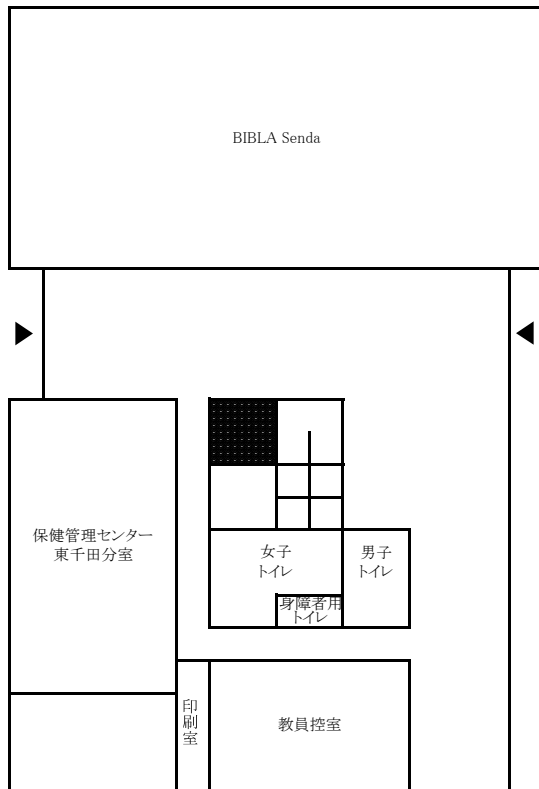 BIBLA Senda
保健管理センター
東千田分室
女子
トイレ
男子
トイレ
身障者用
トイレ
印刷室
教員控室